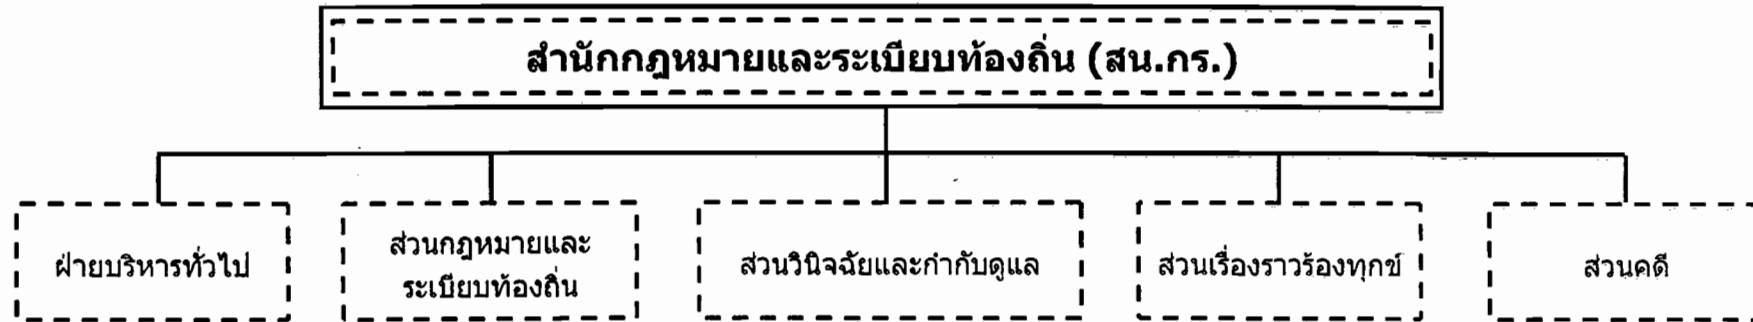 สำนักกฎหมายและระเบียบท้องถิ่น (สน.กร.)
ฝ่ายบริหารทั่วไป
ส่วนกฎหมายและ
ระเบียบท้องถิ่น
ส่วนวินิจฉัยและกำกับดูแล
ส่วนเรื่องราวร้องทุกข์
ส่วนคดี